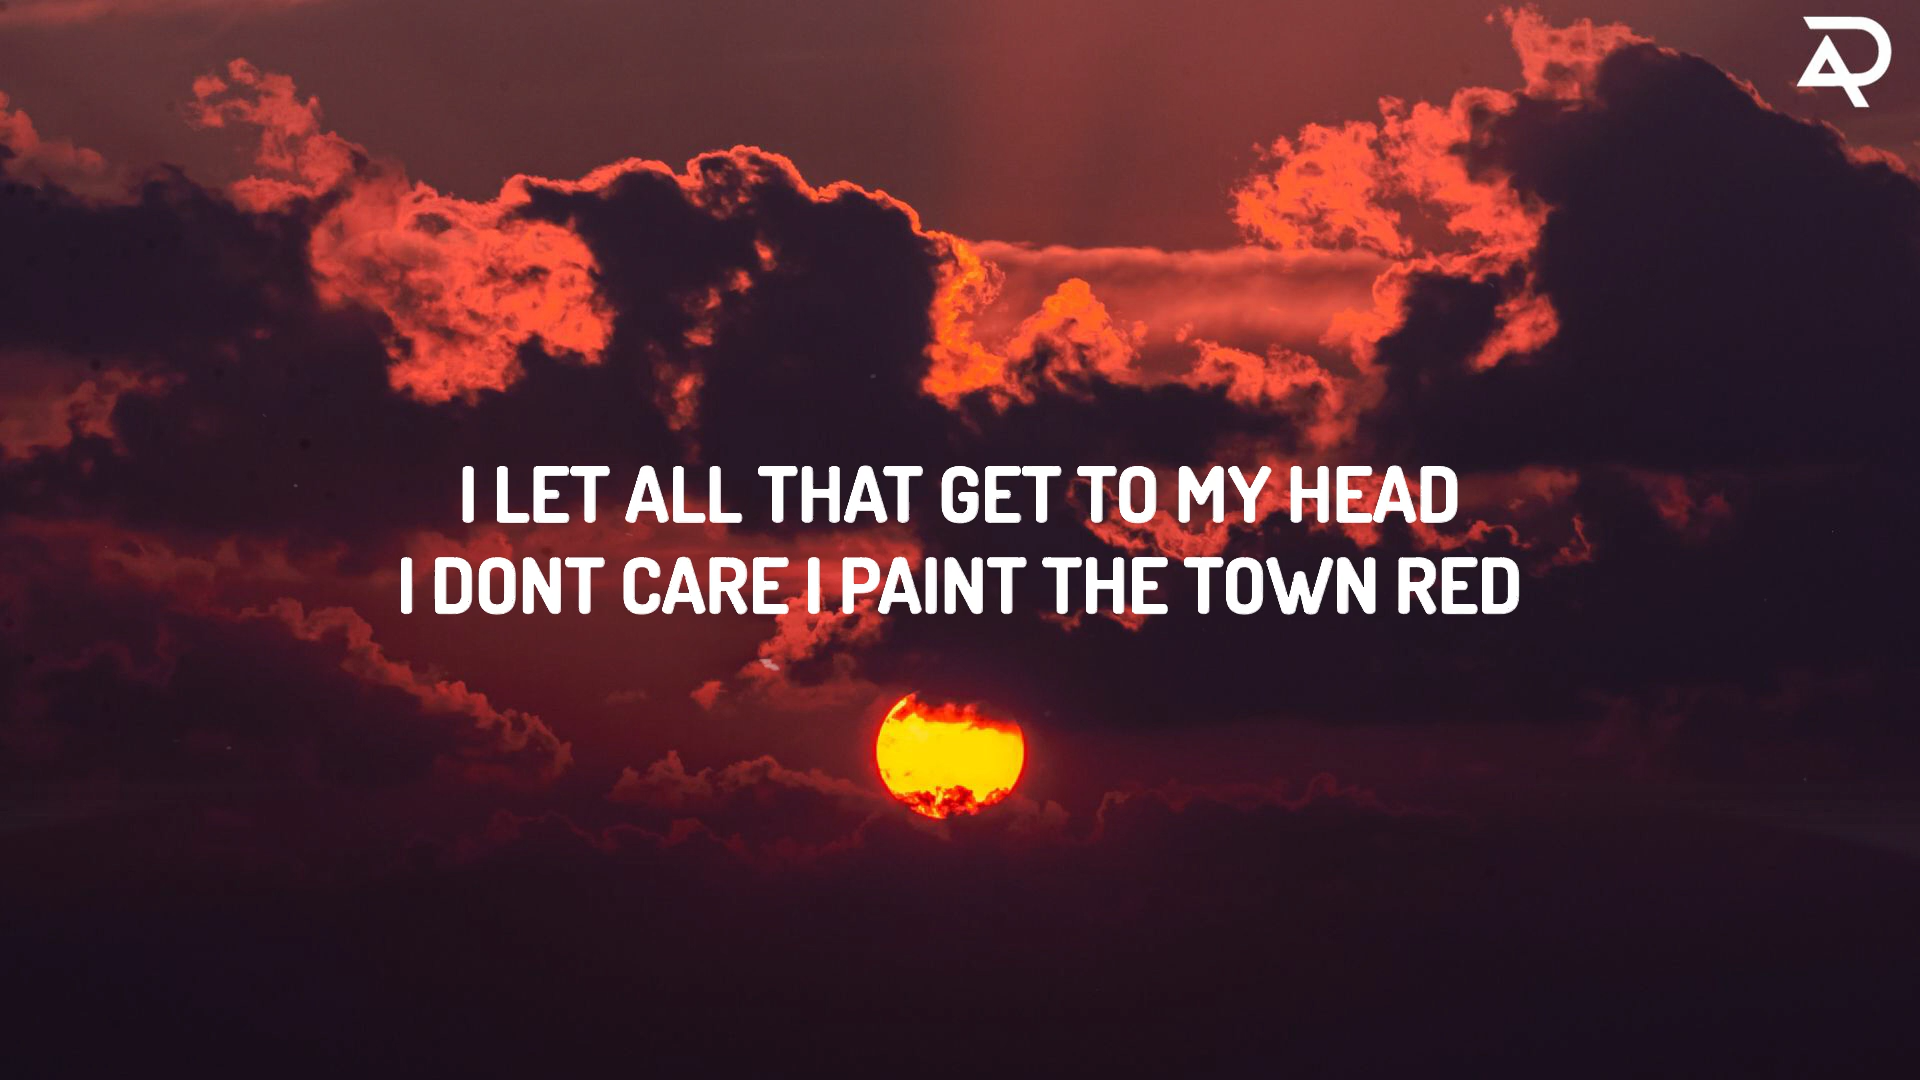 I LET ALL THAT GET TO MY HEAD
I DONT CARE I PAINT THE TOWN RED